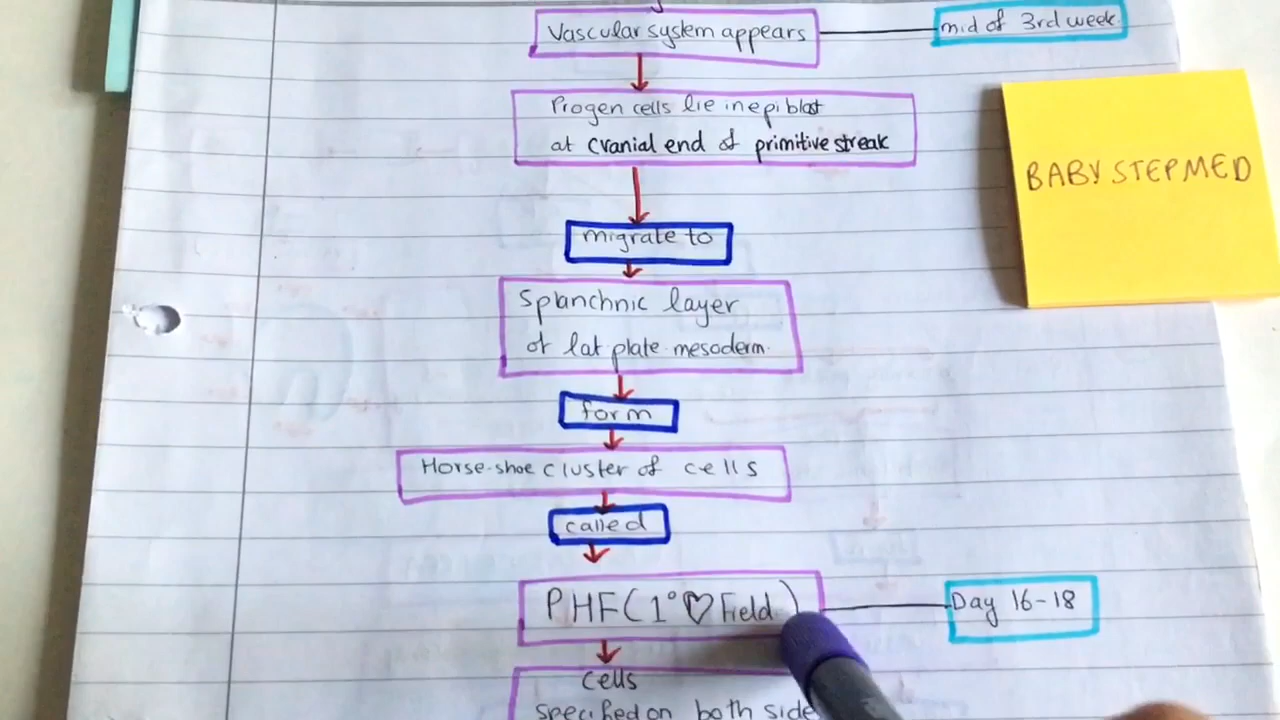 Vascular system appears
mid of 3rd week
Progen cells lie in epiblast
at cranial end of primitive streak
BABY STEP MED
migrate to
Splanchnic layer
of lat plate mesoderm.
form
Horse-shoe cluster of cells
called
PHF (1° ♡ Field)
Day 16-18
Cells
specified on both side